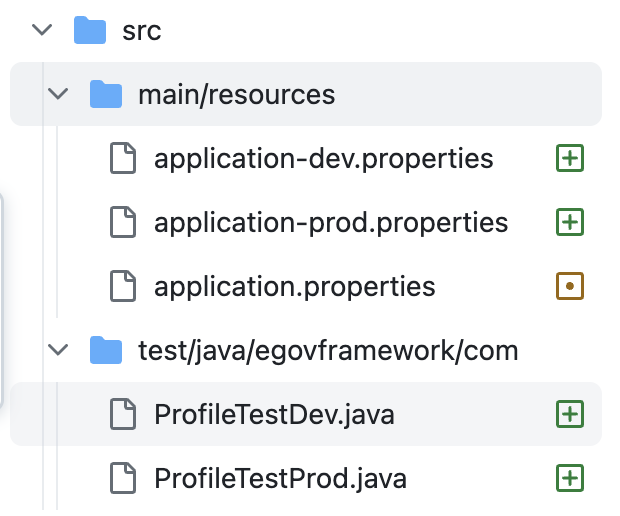 src
main/resources
application-dev.properties
application-prod.properties
application.properties
test/java/egovframework/com
ProfileTestDev.java
ProfileTestProd.java